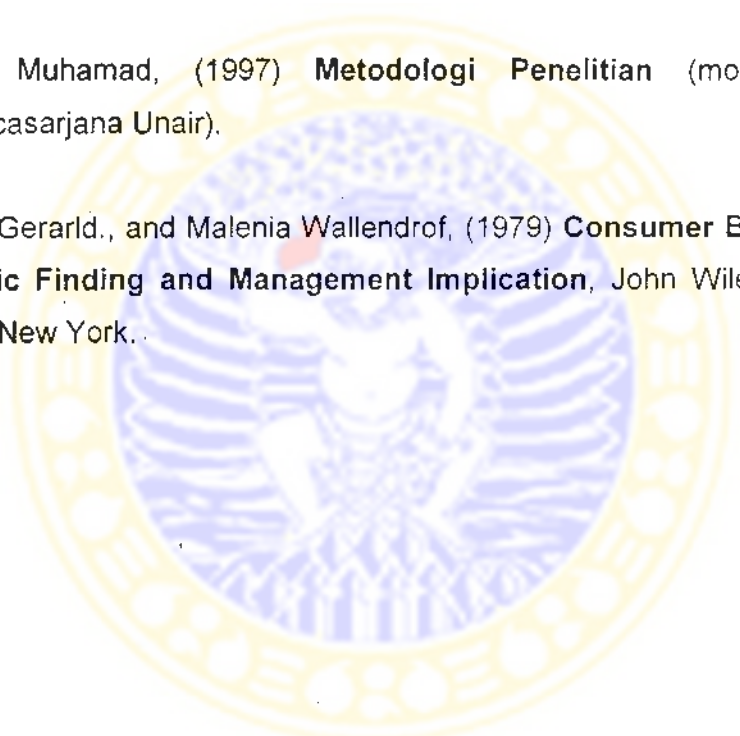 Muhamad, (1997) Metodologi Penelitian (mo
casarjana Unair).
Gerarld., and Malenia Wallendrof, (1979) Consumer B
ic Finding and Management Implication, John Wile
New York.